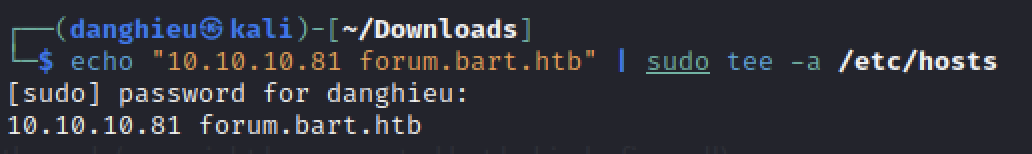 ┌──(danghieu㉿kali)-[~/Downloads]
└─$ echo "10.10.10.81 forum.bart.htb" | sudo tee -a /etc/hosts
[sudo] password for danghieu:
10.10.10.81 forum.bart.htb